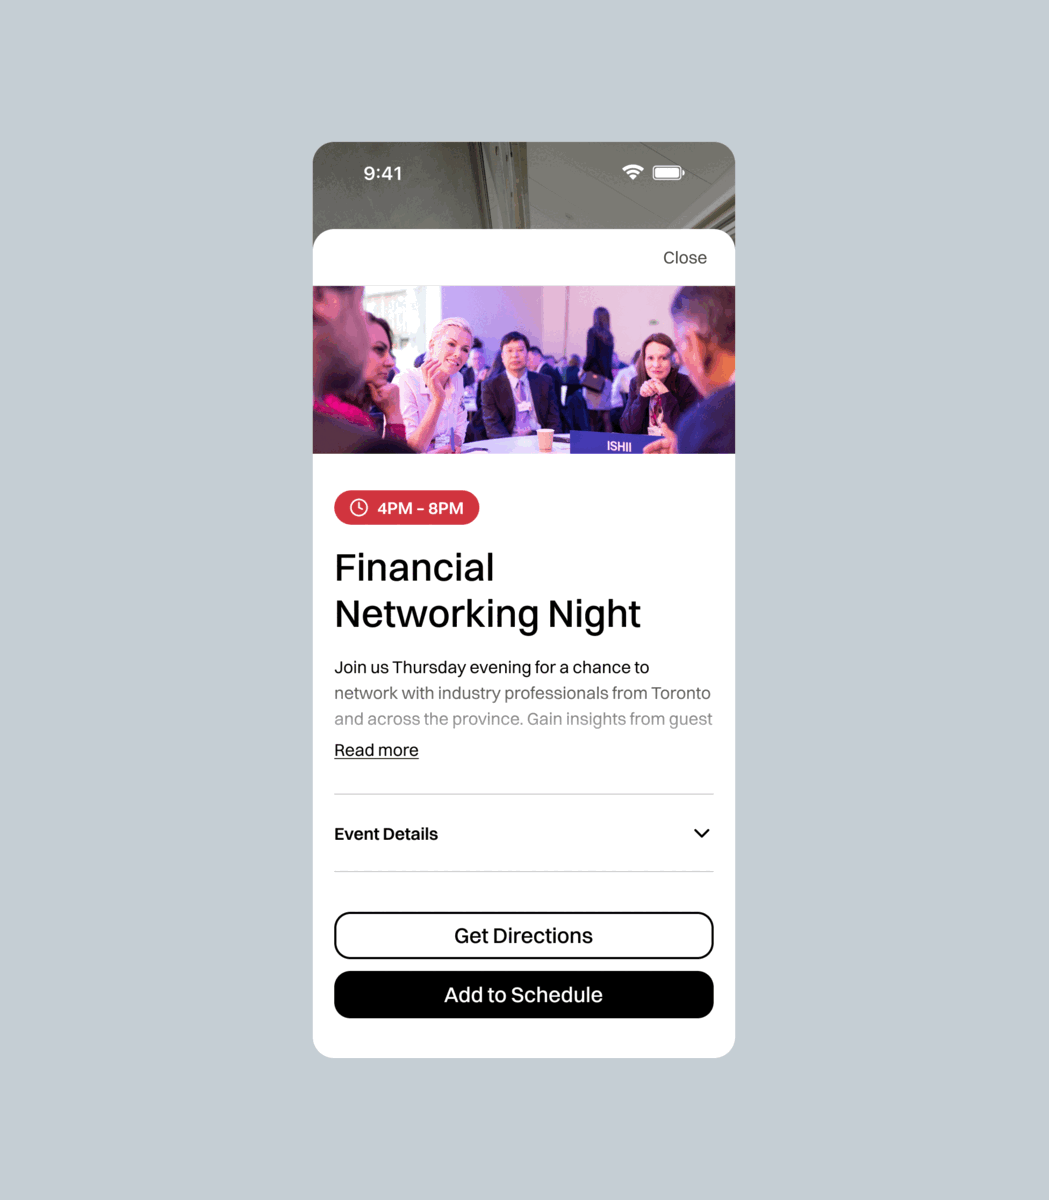 9:41
Close
ISHII
4PM – 8PM
Financial
Networking Night
Join us Thursday evening for a chance to
network with industry professionals from Toronto
and across the province. Gain insights from guest
Read more
Event Details
Get Directions
Add to Schedule